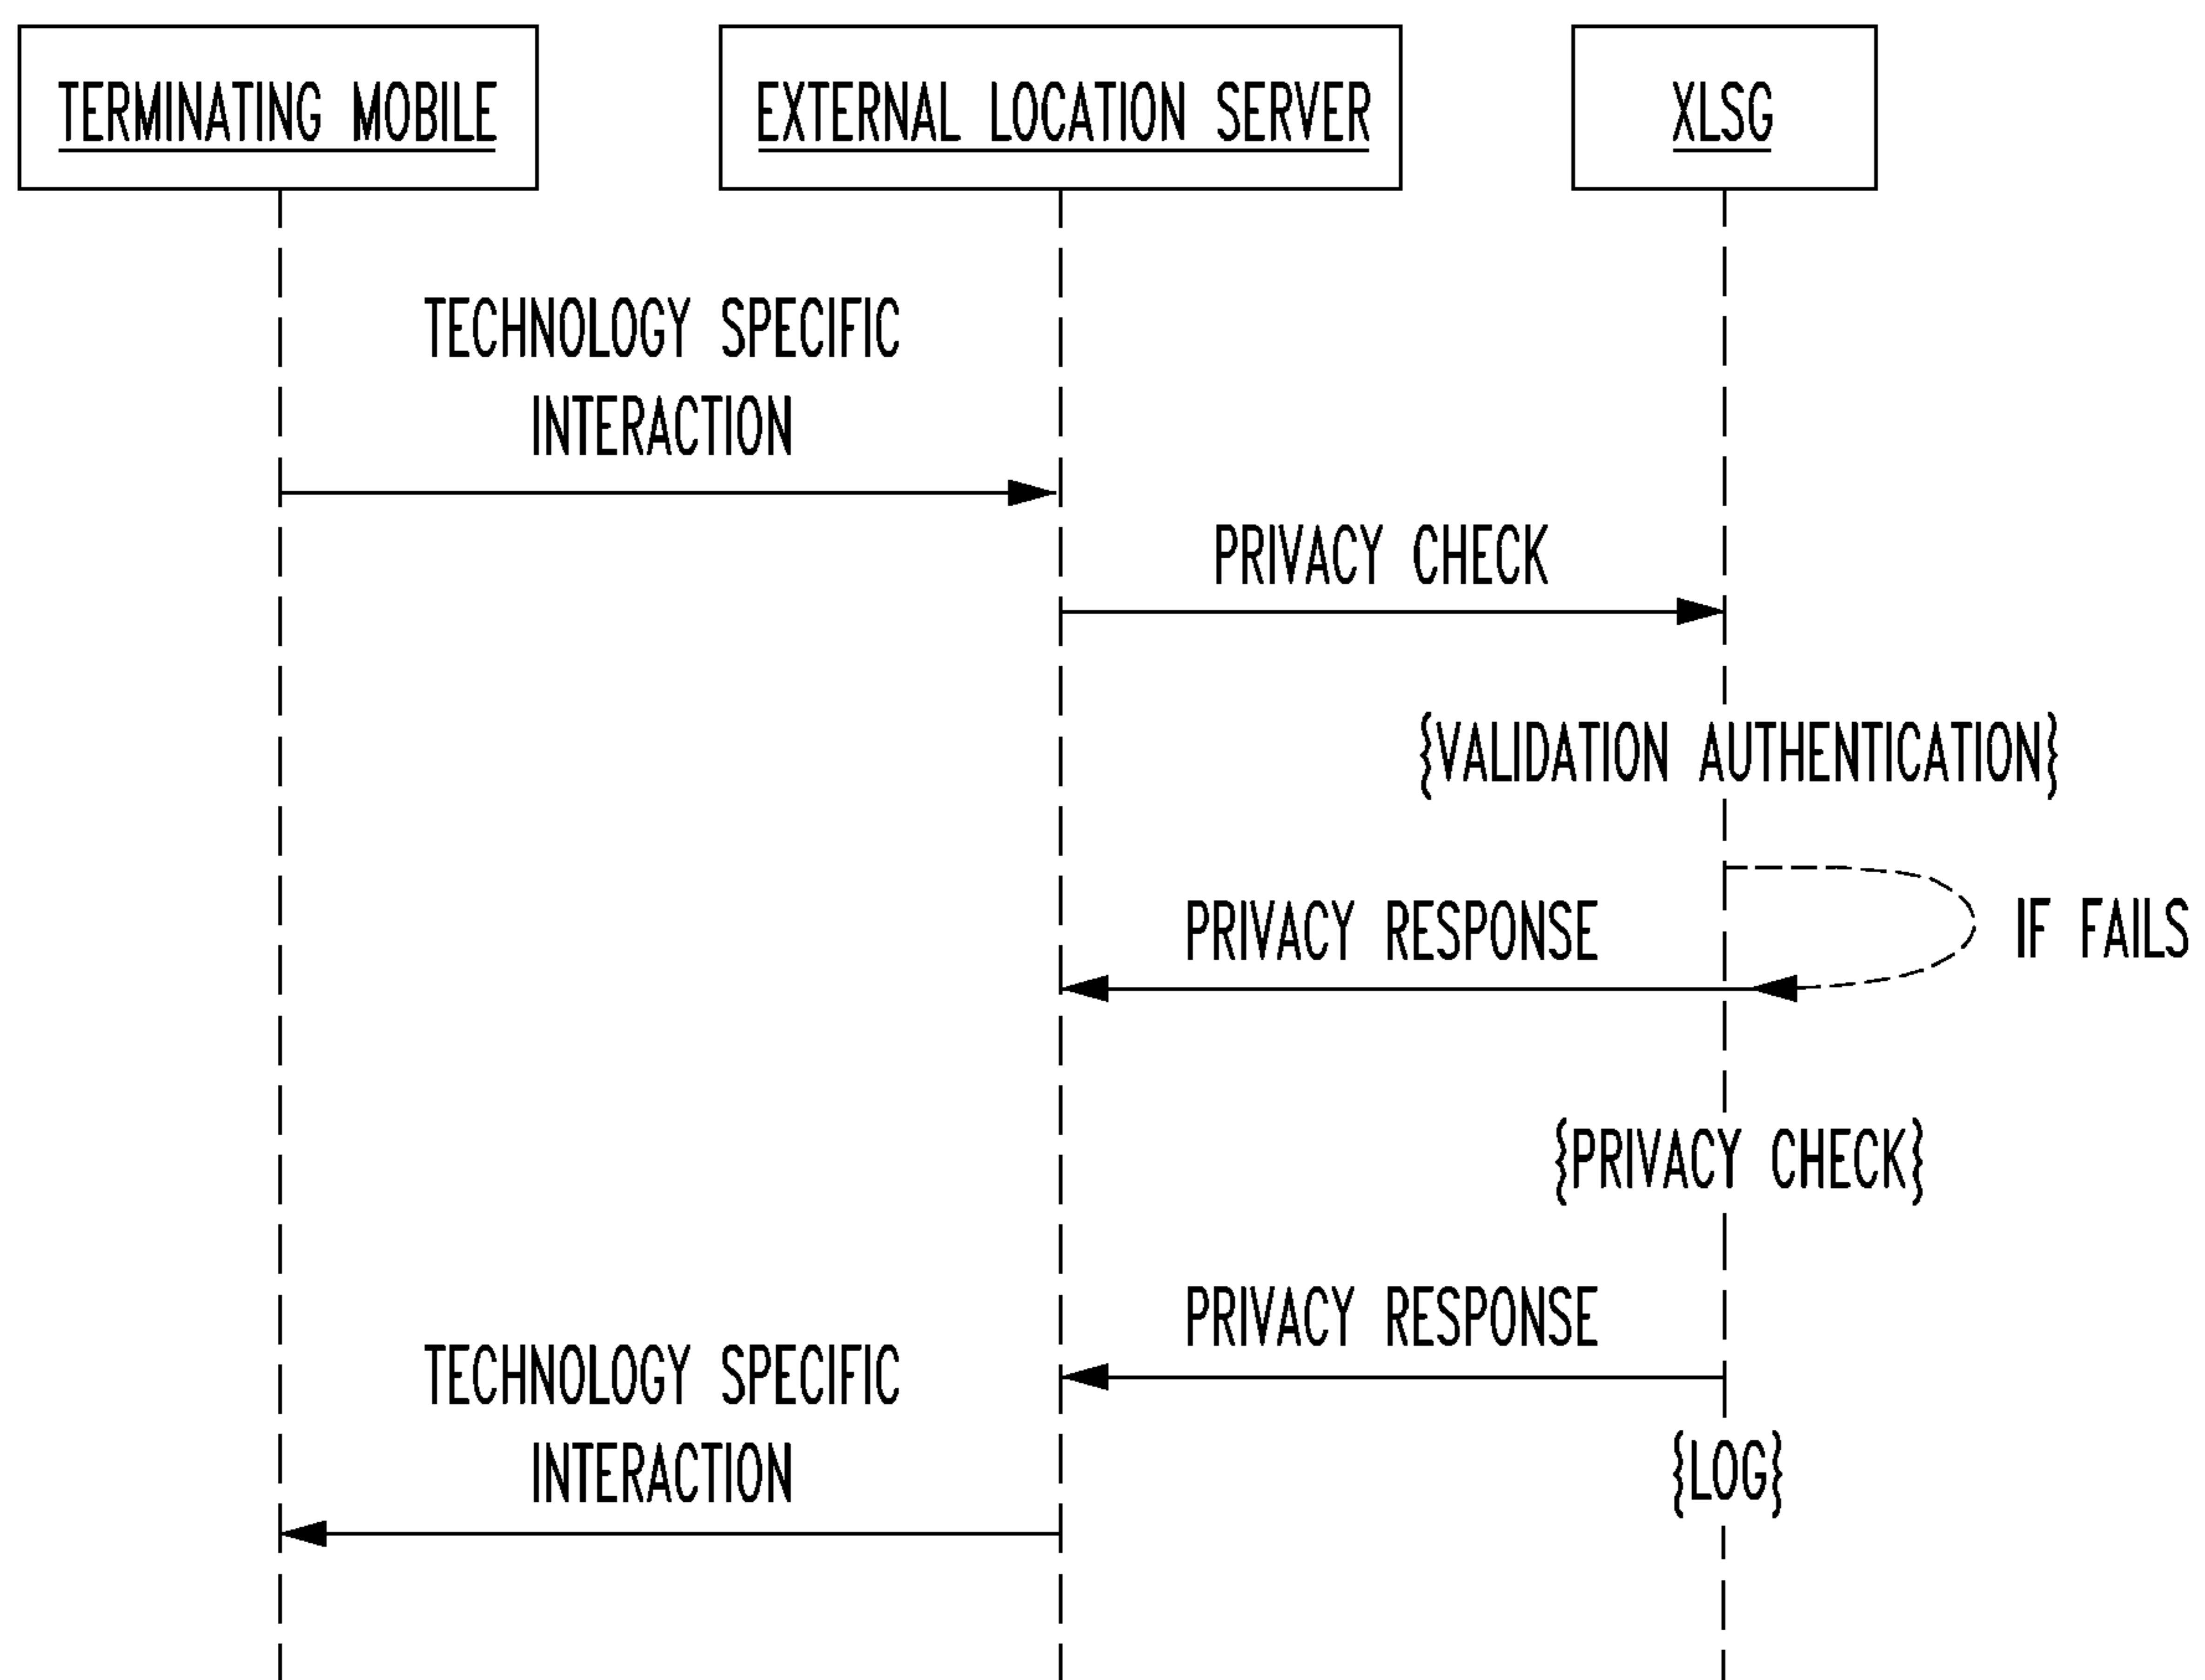 TERMINATING MOBILE
EXTERNAL LOCATION SERVER
XLSG
TECHNOLOGY SPECIFIC
INTERACTION
PRIVACY CHECK
{VALIDATION AUTHENTICATION}
PRIVACY RESPONSE
IF FAILS
{PRIVACY CHECK}
PRIVACY RESPONSE
TECHNOLOGY SPECIFIC
INTERACTION
{LOG}